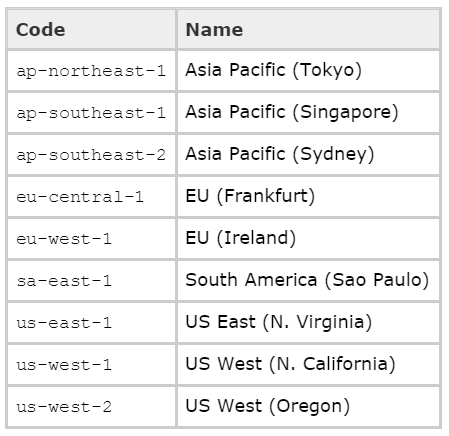 Code Name
ap-northeast-1 Asia Pacific (Tokyo)
ap-southeast-1 Asia Pacific (Singapore)
ap-southeast-2 Asia Pacific (Sydney)
eu-central-1 EU (Frankfurt)
eu-west-1 EU (Ireland)
sa-east-1 South America (Sao Paulo)
us-east-1 US East (N. Virginia)
us-west-1 US West (N. California)
us-west-2 US West (Oregon)